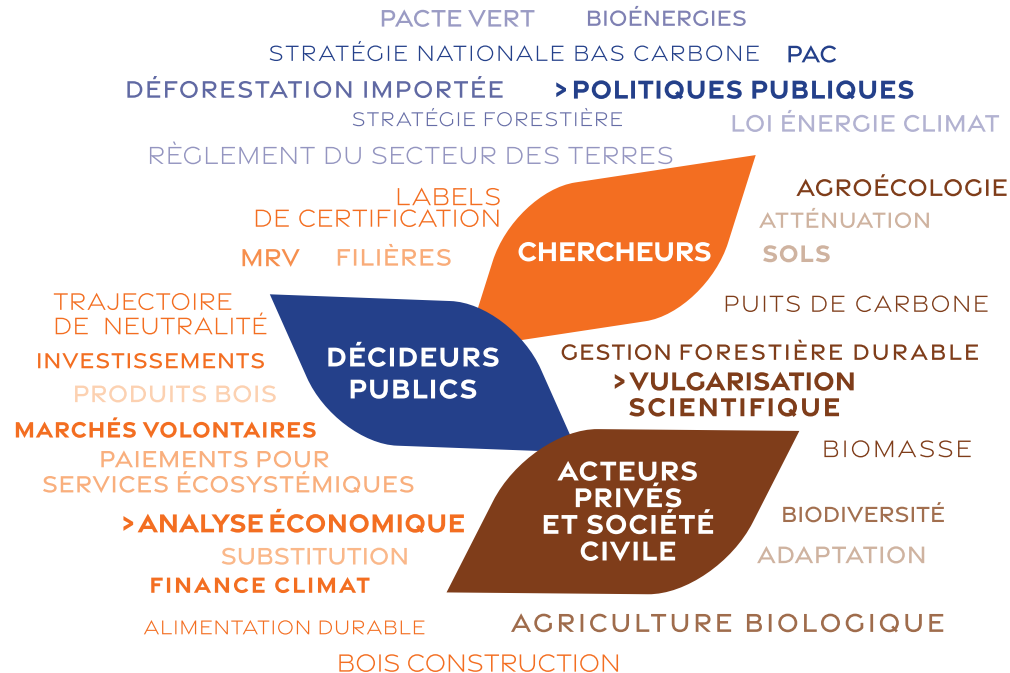 PACTE VERT
BIOÉNERGIES
STRATÉGIE NATIONALE BAS CARBONE
PAC
DÉFORESTATION IMPORTÉE
>POLITIQUES PUBLIQUES
STRATÉGIE FORESTIÈRE
LOI ÉNERGIE CLIMAT
RÈGLEMENT DU SECTEUR DES TERRES
LABELS
DE CERTIFICATION
MRV
FILIÈRES
CHERCHEURS
AGROÉCOLOGIE
ATTÉNUATION
SOLS
PUITS DE CARBONE
TRAJECTOIRE
DE NEUTRALITÉ
INVESTISSEMENTS
PRODUITS BOIS
DÉCIDEURS
PUBLICS
GESTION FORESTIÈRE DURABLE
>VULGARISATION
SCIENTIFIQUE
MARCHÉS VOLONTAIRES
PAIEMENTS POUR
SERVICES ÉCOSYSTÉMIQUES
>ANALYSE ÉCONOMIQUE
SUBSTITUTION
FINANCE CLIMAT
ACTEURS
PRIVÉS
ET SOCIÉTÉ
CIVILE
BIOMASSE
BIODIVERSITÉ
ADAPTATION
ALIMENTATION DURABLE
AGRICULTURE BIOLOGIQUE
BOIS CONSTRUCTION